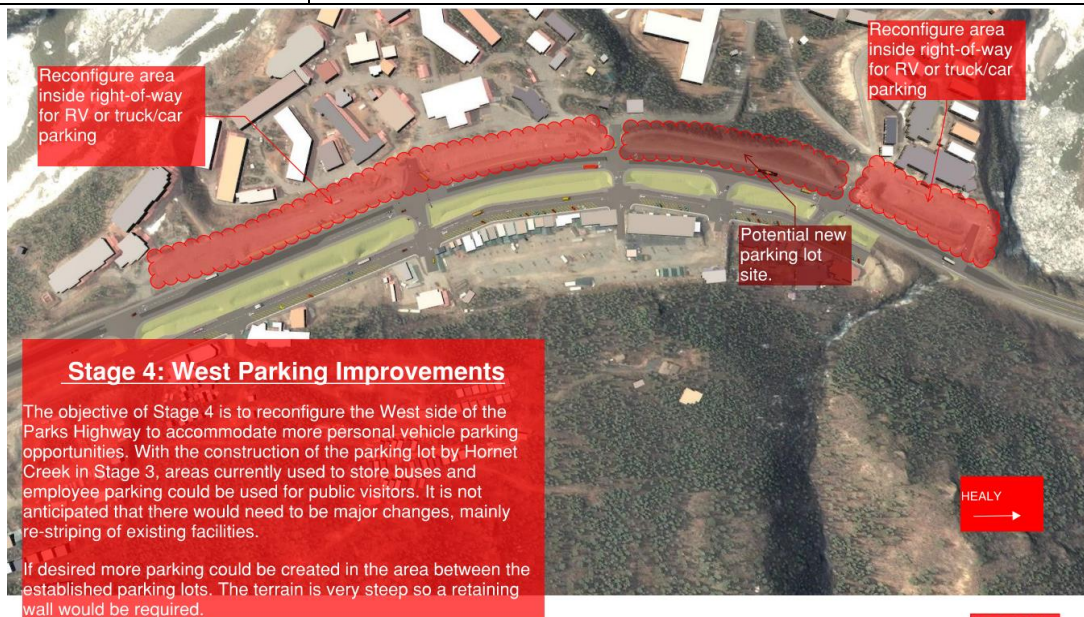 Reconfigure area
inside right-of-way
for RV or truck/car
parking
Reconfigure area
inside right-of-way
for RV or truck/car
parking
Potential new
parking lot
site.
Stage 4: West Parking Improvements
The objective of Stage 4 is to reconfigure the West side of the
Parks Highway to accommodate more personal vehicle parking
opportunities. With the construction of the parking lot by Hornet
Creek in Stage 3, areas currently used to store buses and
employee parking could be used for public visitors. It is not
anticipated that there would need to be major changes, mainly
re-striping of existing facilities.
If desired more parking could be created in the area between the
established parking lots. The terrain is very steep so a retaining
wall would be required.
HEALY